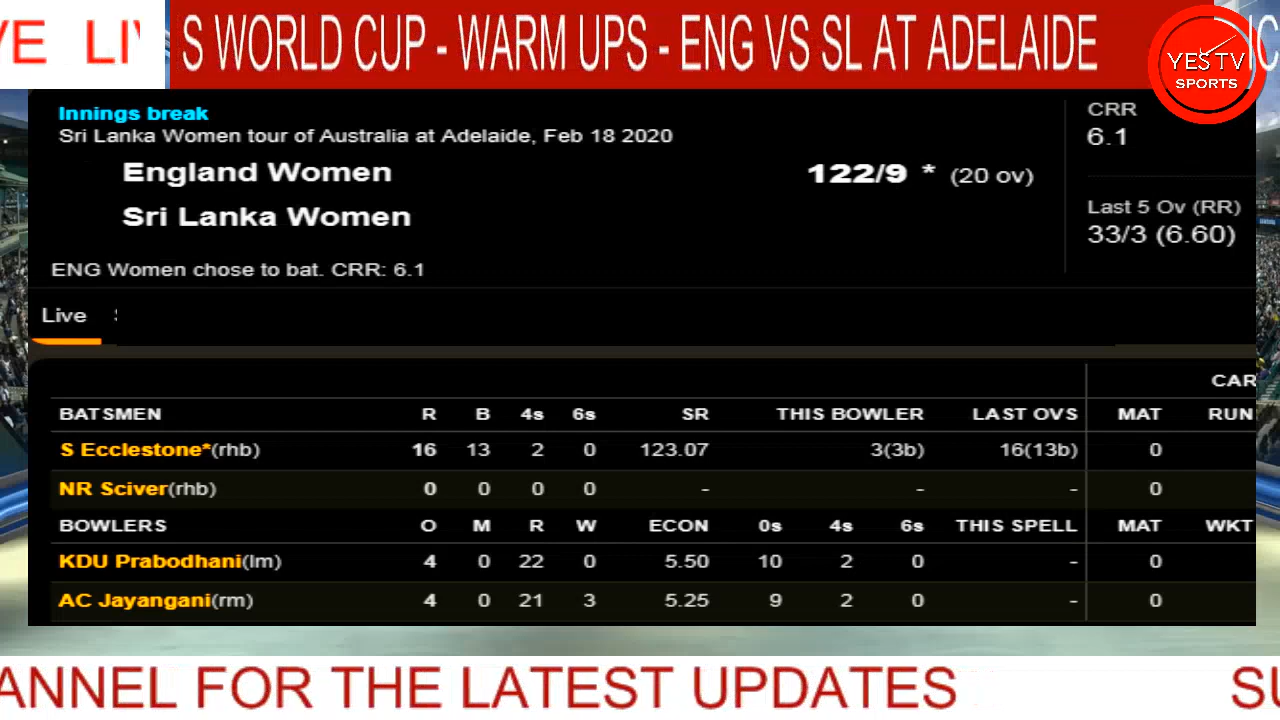 VE LIV
S WORLD CUP - WARM UPS - ENG VS SL AT ADELAIDE
YES TV
SPORTS
IC
Innings break
Sri Lanka Women tour of Australia at Adelaide, Feb 18 2020
England Women 122/9 * (20 ov)
Sri Lanka Women
ENG Women chose to bat. CRR: 6.1
CRR
6.1
Last 5 Ov (RR)
33/3 (6.60)
Live
CAR
BATSMEN R B 4s 6s SR THIS BOWLER LAST OVS MAT RUN
S Ecclestone*(rhb) 16 13 2 0 123.07 3(3b) 16(13b) 0
NR Sciver(rhb) 0 0 0 0 - - - 0
BOWLERS O M R W ECON 0s 4s 6s THIS SPELL MAT WKT
KDU Prabodhani(lm) 4 0 22 0 5.50 10 2 0 - 0
AC Jayangani(rm) 4 0 21 3 5.25 9 2 0 - 0
ANNEL FOR THE LATEST UPDATES SU